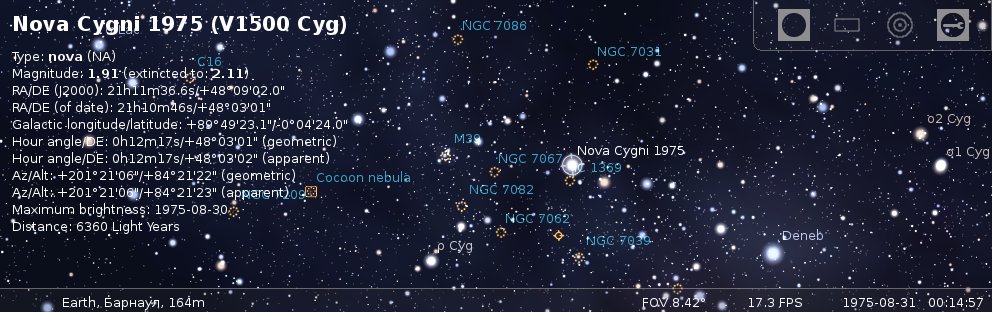 Nova Cygni 1975 (V1500 Cyg)
Type: nova (NA)
Magnitude: 1.91 (extincted to: 2.11)
RA/DE (J2000): 21h11m36.6s/+48°09'02.0"
RA/DE (of date): 21h10m46s/+48°03'01"
Galactic longitude/latitude: +89°49'23.1"/-0°04'24.0"
Hour angle/DE: 0h12m17s/+48°03'01" (geometric)
Hour angle/DE: 0h12m17s/+48°03'02" (apparent)
Az/Alt: +201°21'06"/+84°21'22" (geometric)
Az/Alt: +201°21'06"/+84°21'23" (apparent)
Maximum brightness: 1975-08-30
Distance: 6360 Light Years
NGC 7086
NGC 7031
C16
o2 Cyg
M39
Nova Cygni 1975
ο1 Cyg
NGC 7067
IC 1369
Cocoon nebula
NGC 7082
NGC 7209
NGC 7062
Deneb
NGC 7039
ρ Cyg
Earth, Барнаул, 164m
FOV 8.42°
17.3 FPS
1975-08-31 00:14:57